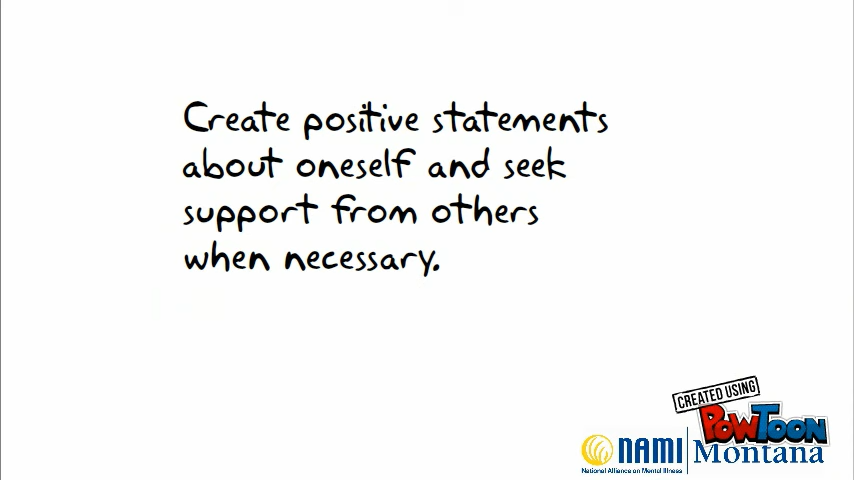 Create positive statements
about oneself and seek
support from others
when necessary.
CREATED USING
POWTOON
NAMI Montana
National Alliance on Mental Illness